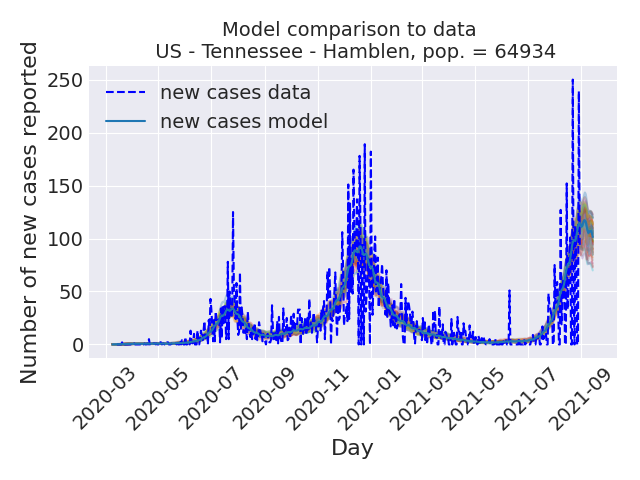 Model comparison to data
US - Tennessee - Hamblen, pop. = 64934
Number of new cases reported
250
200
150
100
50
0
new cases data
new cases model
2020-03
2020-05
2020-07
2020-09
2020-11
2021-01
2021-03
2021-05
2021-07
2021-09
Day